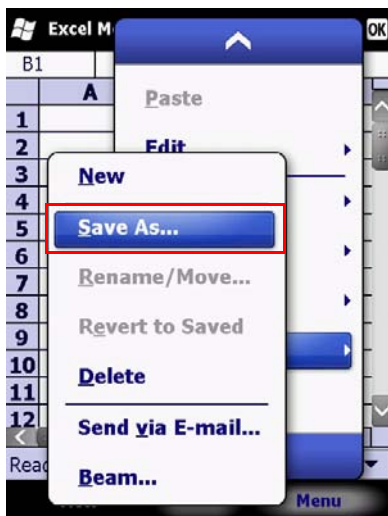 Excel M
OK
B1
A
Paste
1
2
Edit
3
New
4
5
Save As...
6
7
Rename/Move...
8
9
Revert to Saved
10
Delete
11
12
Send via E-mail...
Read
Beam...
Menu